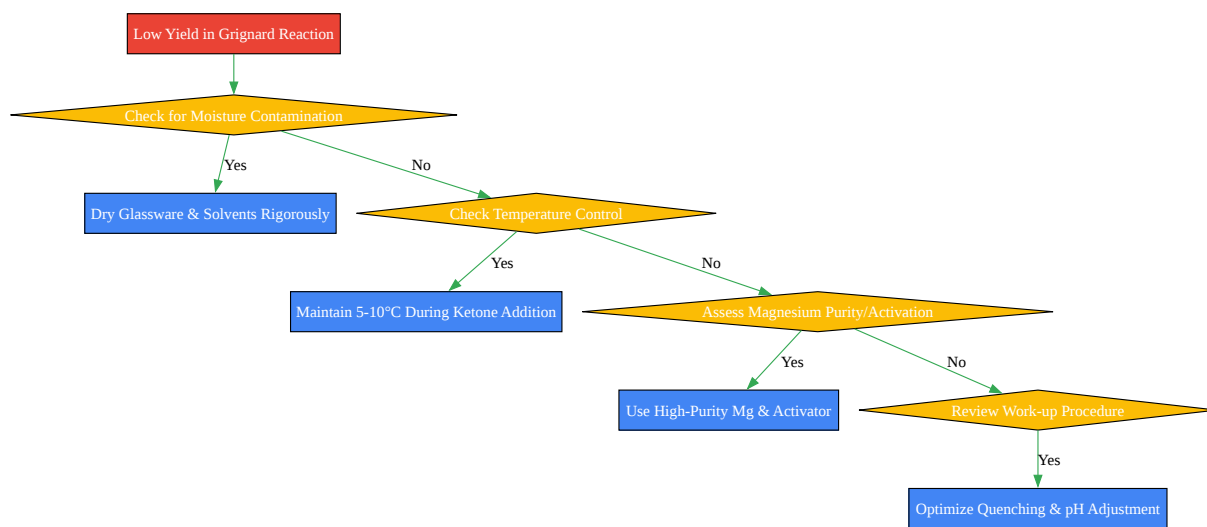 Low Yield in Grignard Reaction
Check for Moisture Contamination
Yes
No
Dry Glassware & Solvents Rigorously
Check Temperature Control
Yes
No
Maintain 5-10°C During Ketone Addition
Assess Magnesium Purity/Activation
Yes
No
Use High-Purity Mg & Activator
Review Work-up Procedure
Yes
Optimize Quenching & pH Adjustment